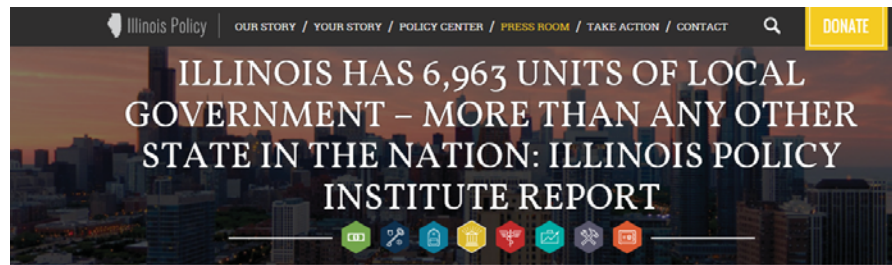 Illinois Policy
OUR STORY / YOUR STORY / POLICY CENTER / PRESS ROOM / TAKE ACTION / CONTACT
DONATE
ILLINOIS HAS 6,963 UNITS OF LOCAL
GOVERNMENT – MORE THAN ANY OTHER
STATE IN THE NATION: ILLINOIS POLICY
INSTITUTE REPORT